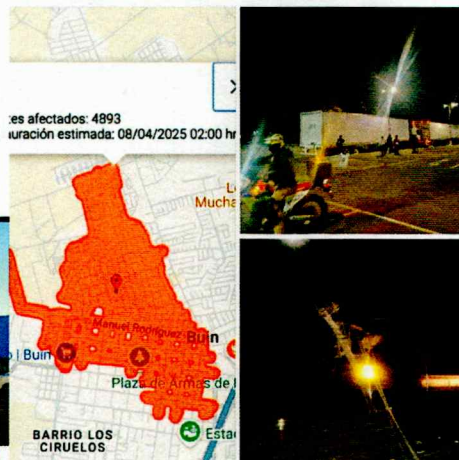 tes afectados: 4893
uración estimada: 08/04/2025 02:00 hr
Mucha
Manuel Rodríguez
Buin
o | Buin
Plaza de Armas de
BARRIO LOS
CIRUELOS
Esta